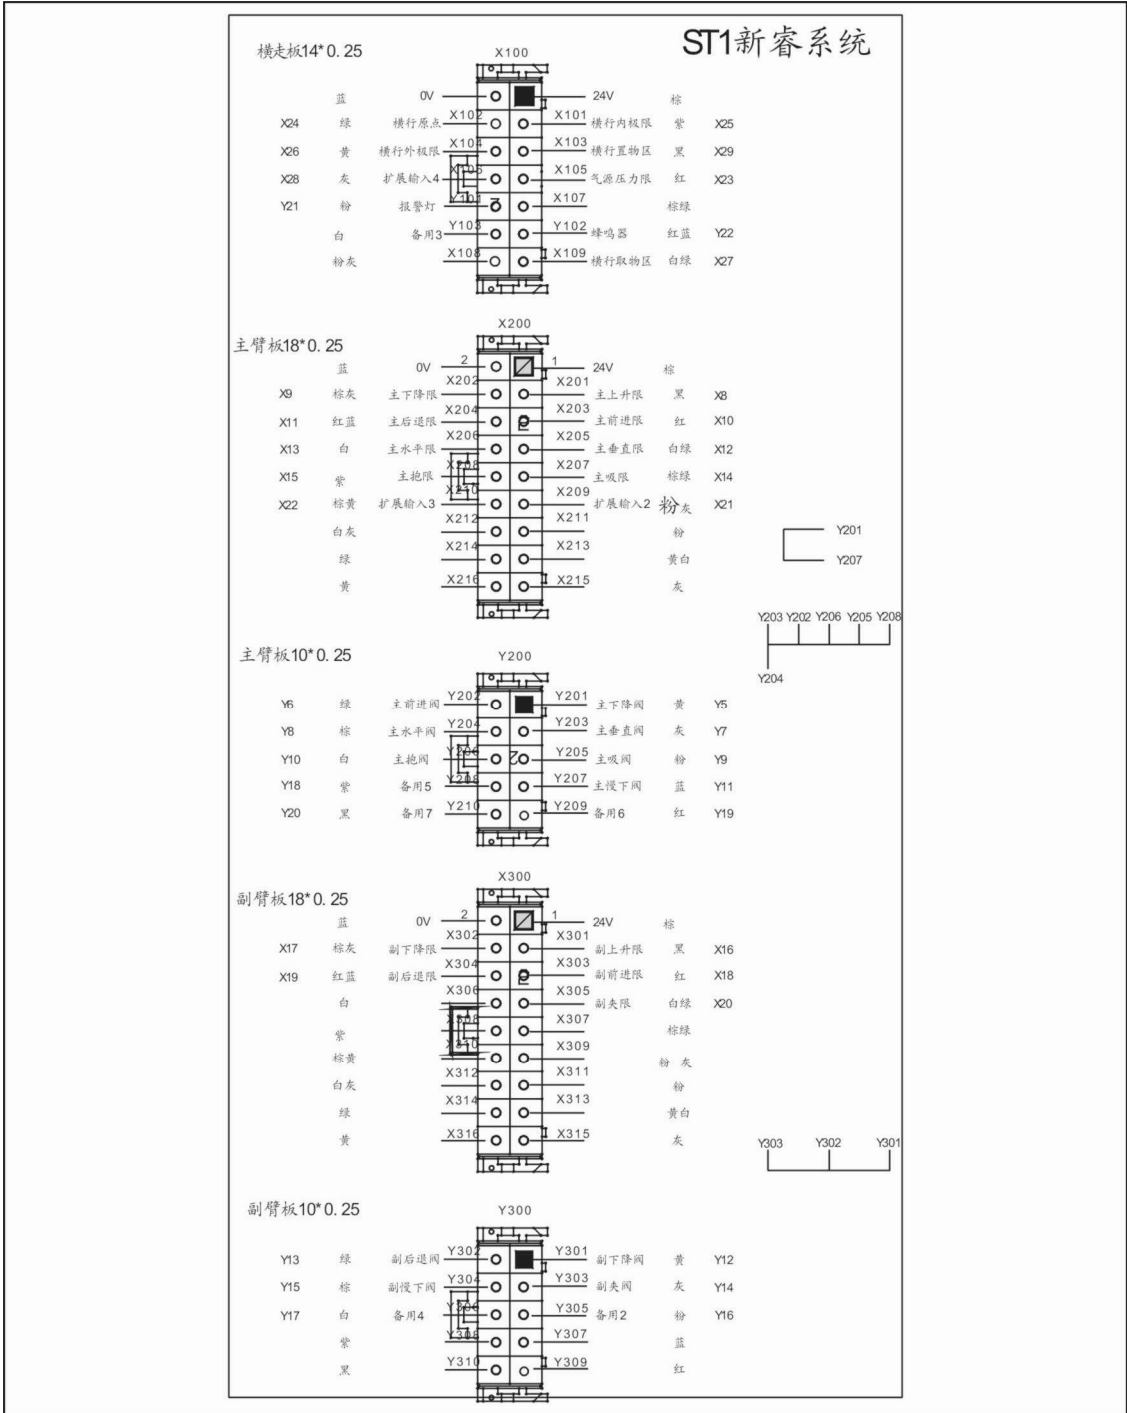 ST1新睿系统
横走板14*0.25
X100
蓝 0V 24V 棕
X24 绿 横行原点 X102 X101 横行内极限 紫 X25
X26 黄 横行外极限 X104 X103 横行置物区 黑 X29
X28 灰 扩展输入4 X106 X105 气源压力限 红 X23
Y21 粉 报警灯 Y101 X107 棕绿
白 备用3 Y103 Y102 蜂鸣器 红蓝 Y22
粉灰 X108 X109 横行取物区 白绿 X27
X200
主臂板18*0.25
蓝 0V 2 1 24V 棕
X9 棕灰 主下降限 X202 X201 主上升限 黑 X8
X11 红蓝 主后退限 X204 X203 主前进限 红 X10
X13 白 主水平限 X206 X205 主垂直限 白绿 X12
X15 紫 主抱限 X208 X207 主吸限 棕绿 X14
X22 棕黄 扩展输入3 X210 X209 扩展输入2 粉灰 X21
白灰 X212 X211 粉
绿 X214 X213 黄白
黄 X216 X215 灰
Y201
Y207
Y203 Y202 Y206 Y205 Y208
Y204
主臂板10*0.25
Y200
Y6 绿 主前进阀 Y202 Y201 主下降阀 黄 Y5
Y8 棕 主水平阀 Y204 Y203 主垂直阀 灰 Y7
Y10 白 主抱阀 Y206 Y205 主吸阀 粉 Y9
Y18 紫 备用5 Y208 Y207 主慢下阀 蓝 Y11
Y20 黑 备用7 Y210 Y209 备用6 红 Y19
X300
副臂板18*0.25
蓝 0V 2 1 24V 棕
X17 棕灰 副下降限 X302 X301 副上升限 黑 X16
X19 红蓝 副后退限 X304 X303 副前进限 红 X18
白 X306 X305 副夹限 白绿 X20
紫 X308 X307 棕绿
棕黄 X310 X309 粉 灰
白灰 X312 X311 粉
绿 X314 X313 黄白
黄 X316 X315 灰
Y303 Y302 Y301
副臂板10*0.25
Y300
Y13 绿 副后退阀 Y302 Y301 副下降阀 黄 Y12
Y15 棕 副慢下阀 Y304 Y303 副夹阀 灰 Y14
Y17 白 备用4 Y306 Y305 备用2 粉 Y16
紫 Y308 Y307 蓝
黑 Y310 Y309 红